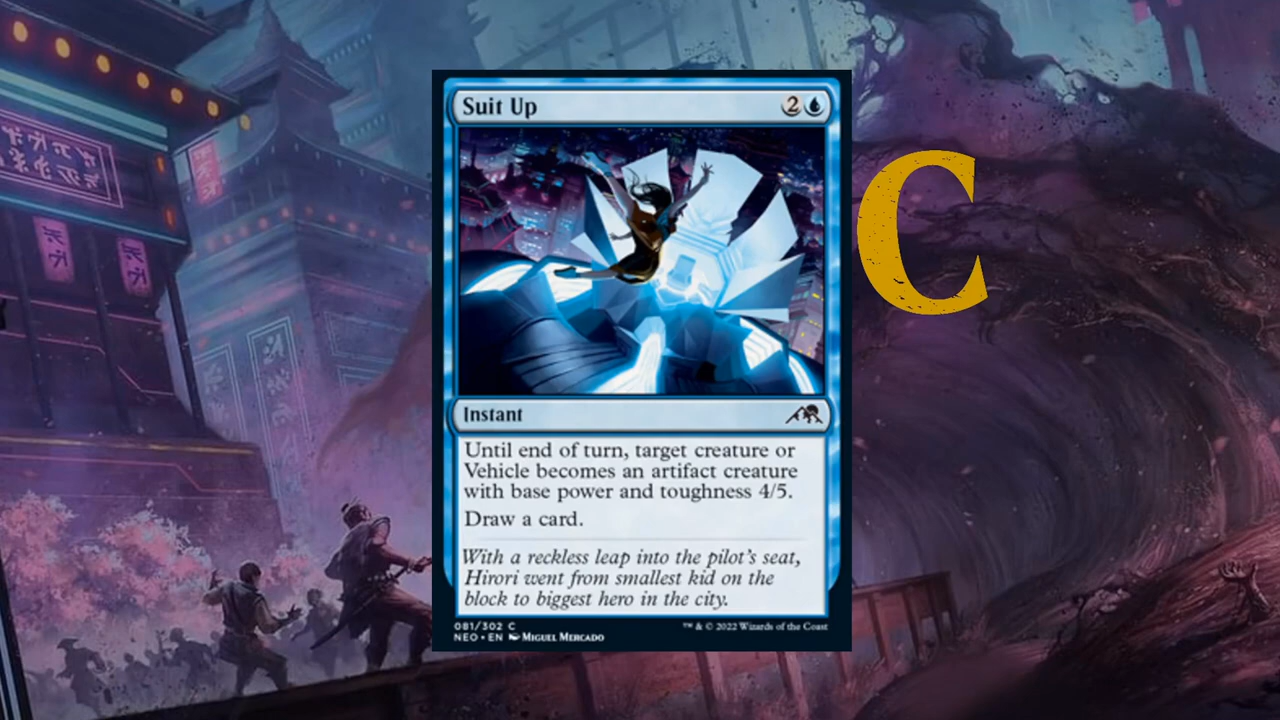 Suit Up 2
C
Instant
Until end of turn, target creature or
Vehicle becomes an artifact creature
with base power and toughness 4/5.
Draw a card.
With a reckless leap into the pilot's seat,
Hirori went from smallest kid on the
block to biggest hero in the city.
081/302 C
NEO • EN Miguel Mercado
™ & © 2022 Wizards of the Coast